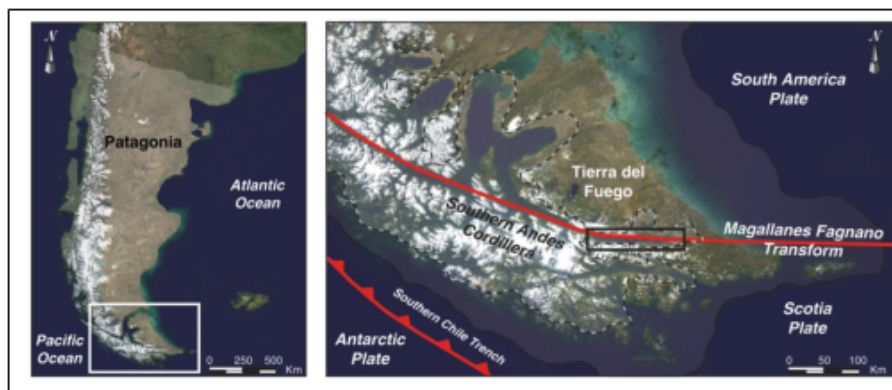 N
Patagonia
Atlantic
Ocean
Pacific
Ocean
0 250 500
Km
N
South America
Plate
Tierra del
Fuego
Southern Andes
Cordillera
Magallanes Fagnano
Transform
Southern Chile Trench
Scotia
Plate
Antarctic
Plate
0 50 100
Km